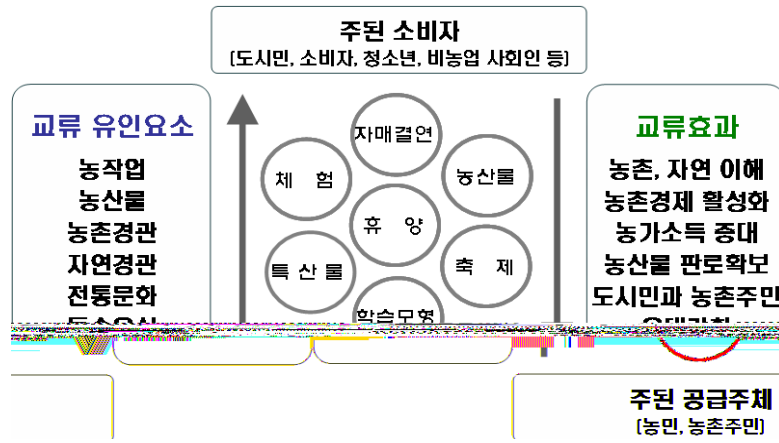 주된 소비자
(도시민, 소비자, 청소년, 비농업 사회인 등)
교류 유인요소
농작업
농산물
농촌경관
자연경관
전통문화
자매결연
체 험
농산물
휴 양
특 산 물
축 제
학습모형
교류효과
농촌, 자연 이해
농촌경제 활성화
농가소득 증대
농산물 판로확보
도시민과 농촌주민
주된 공급주체
(농민, 농촌주민)